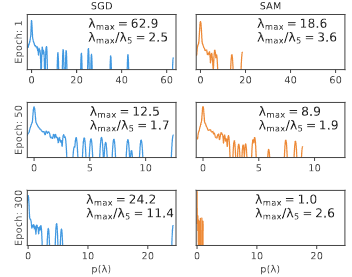 SGD SAM
Epoch: 1
λmax = 62.9
λmax/λ5 = 2.5
λmax = 18.6
λmax/λ5 = 3.6
0 20 40 60 0 20 40 60
Epoch: 50
λmax = 12.5
λmax/λ5 = 1.7
λmax = 8.9
λmax/λ5 = 1.9
0 5 10 0 5 10
Epoch: 300
λmax = 24.2
λmax/λ5 = 11.4
λmax = 1.0
λmax/λ5 = 2.6
0 10 20 0 10 20
p(λ) p(λ)